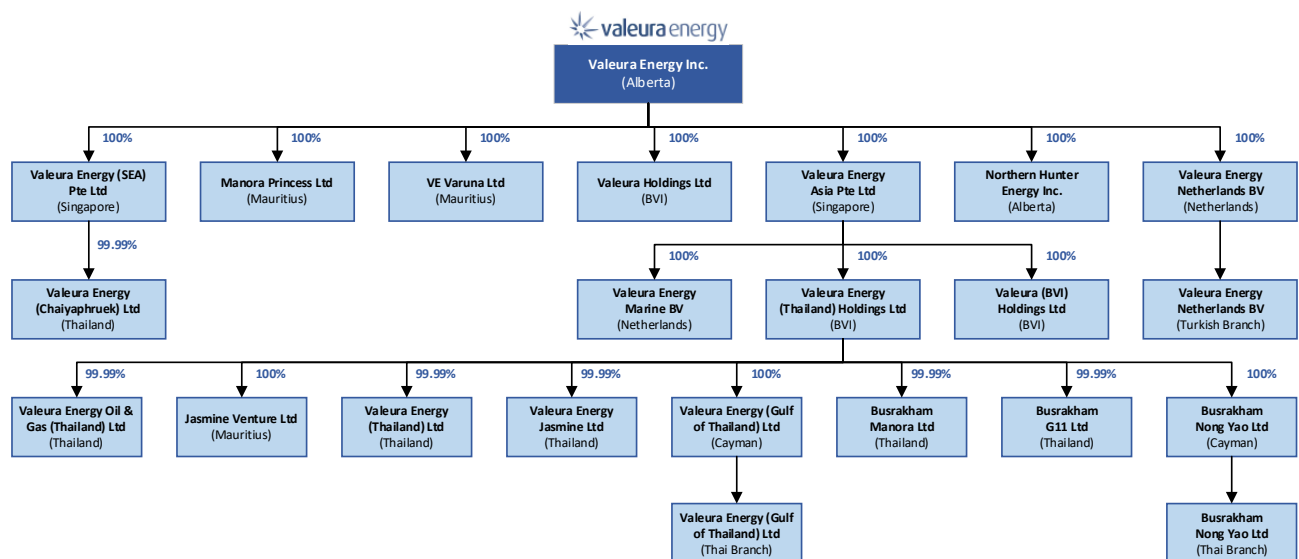 valeura energy
Valeura Energy Inc.
(Alberta)
100%
100%
100%
100%
100%
100%
100%
Valeura Energy (SEA)
Pte Ltd
(Singapore)
Manora Princess Ltd
(Mauritius)
VE Varuna Ltd
(Mauritius)
Valeura Holdings Ltd
(BVI)
Valeura Energy
Asia Pte Ltd
(Singapore)
Northern Hunter
Energy Inc.
(Alberta)
Valeura Energy
Netherlands BV
(Netherlands)
99.99%
100%
100%
100%
Valeura Energy
(Chaiyaphruek) Ltd
(Thailand)
Valeura Energy
Marine BV
(Netherlands)
Valeura Energy
(Thailand) Holdings Ltd
(BVI)
Valeura (BVI)
Holdings Ltd
(BVI)
Valeura Energy
Netherlands BV
(Turkish Branch)
99.99%
100%
99.99%
99.99%
100%
99.99%
99.99%
100%
Valeura Energy Oil &
Gas (Thailand) Ltd
(Thailand)
Jasmine Venture Ltd
(Mauritius)
Valeura Energy
(Thailand) Ltd
(Thailand)
Valeura Energy
Jasmine Ltd
(Thailand)
Valeura Energy (Gulf
of Thailand) Ltd
(Cayman)
Busrakham
Manora Ltd
(Thailand)
Busrakham
G11 Ltd
(Thailand)
Busrakham
Nong Yao Ltd
(Cayman)
Valeura Energy (Gulf
of Thailand) Ltd
(Thai Branch)
Busrakham
Nong Yao Ltd
(Thai Branch)